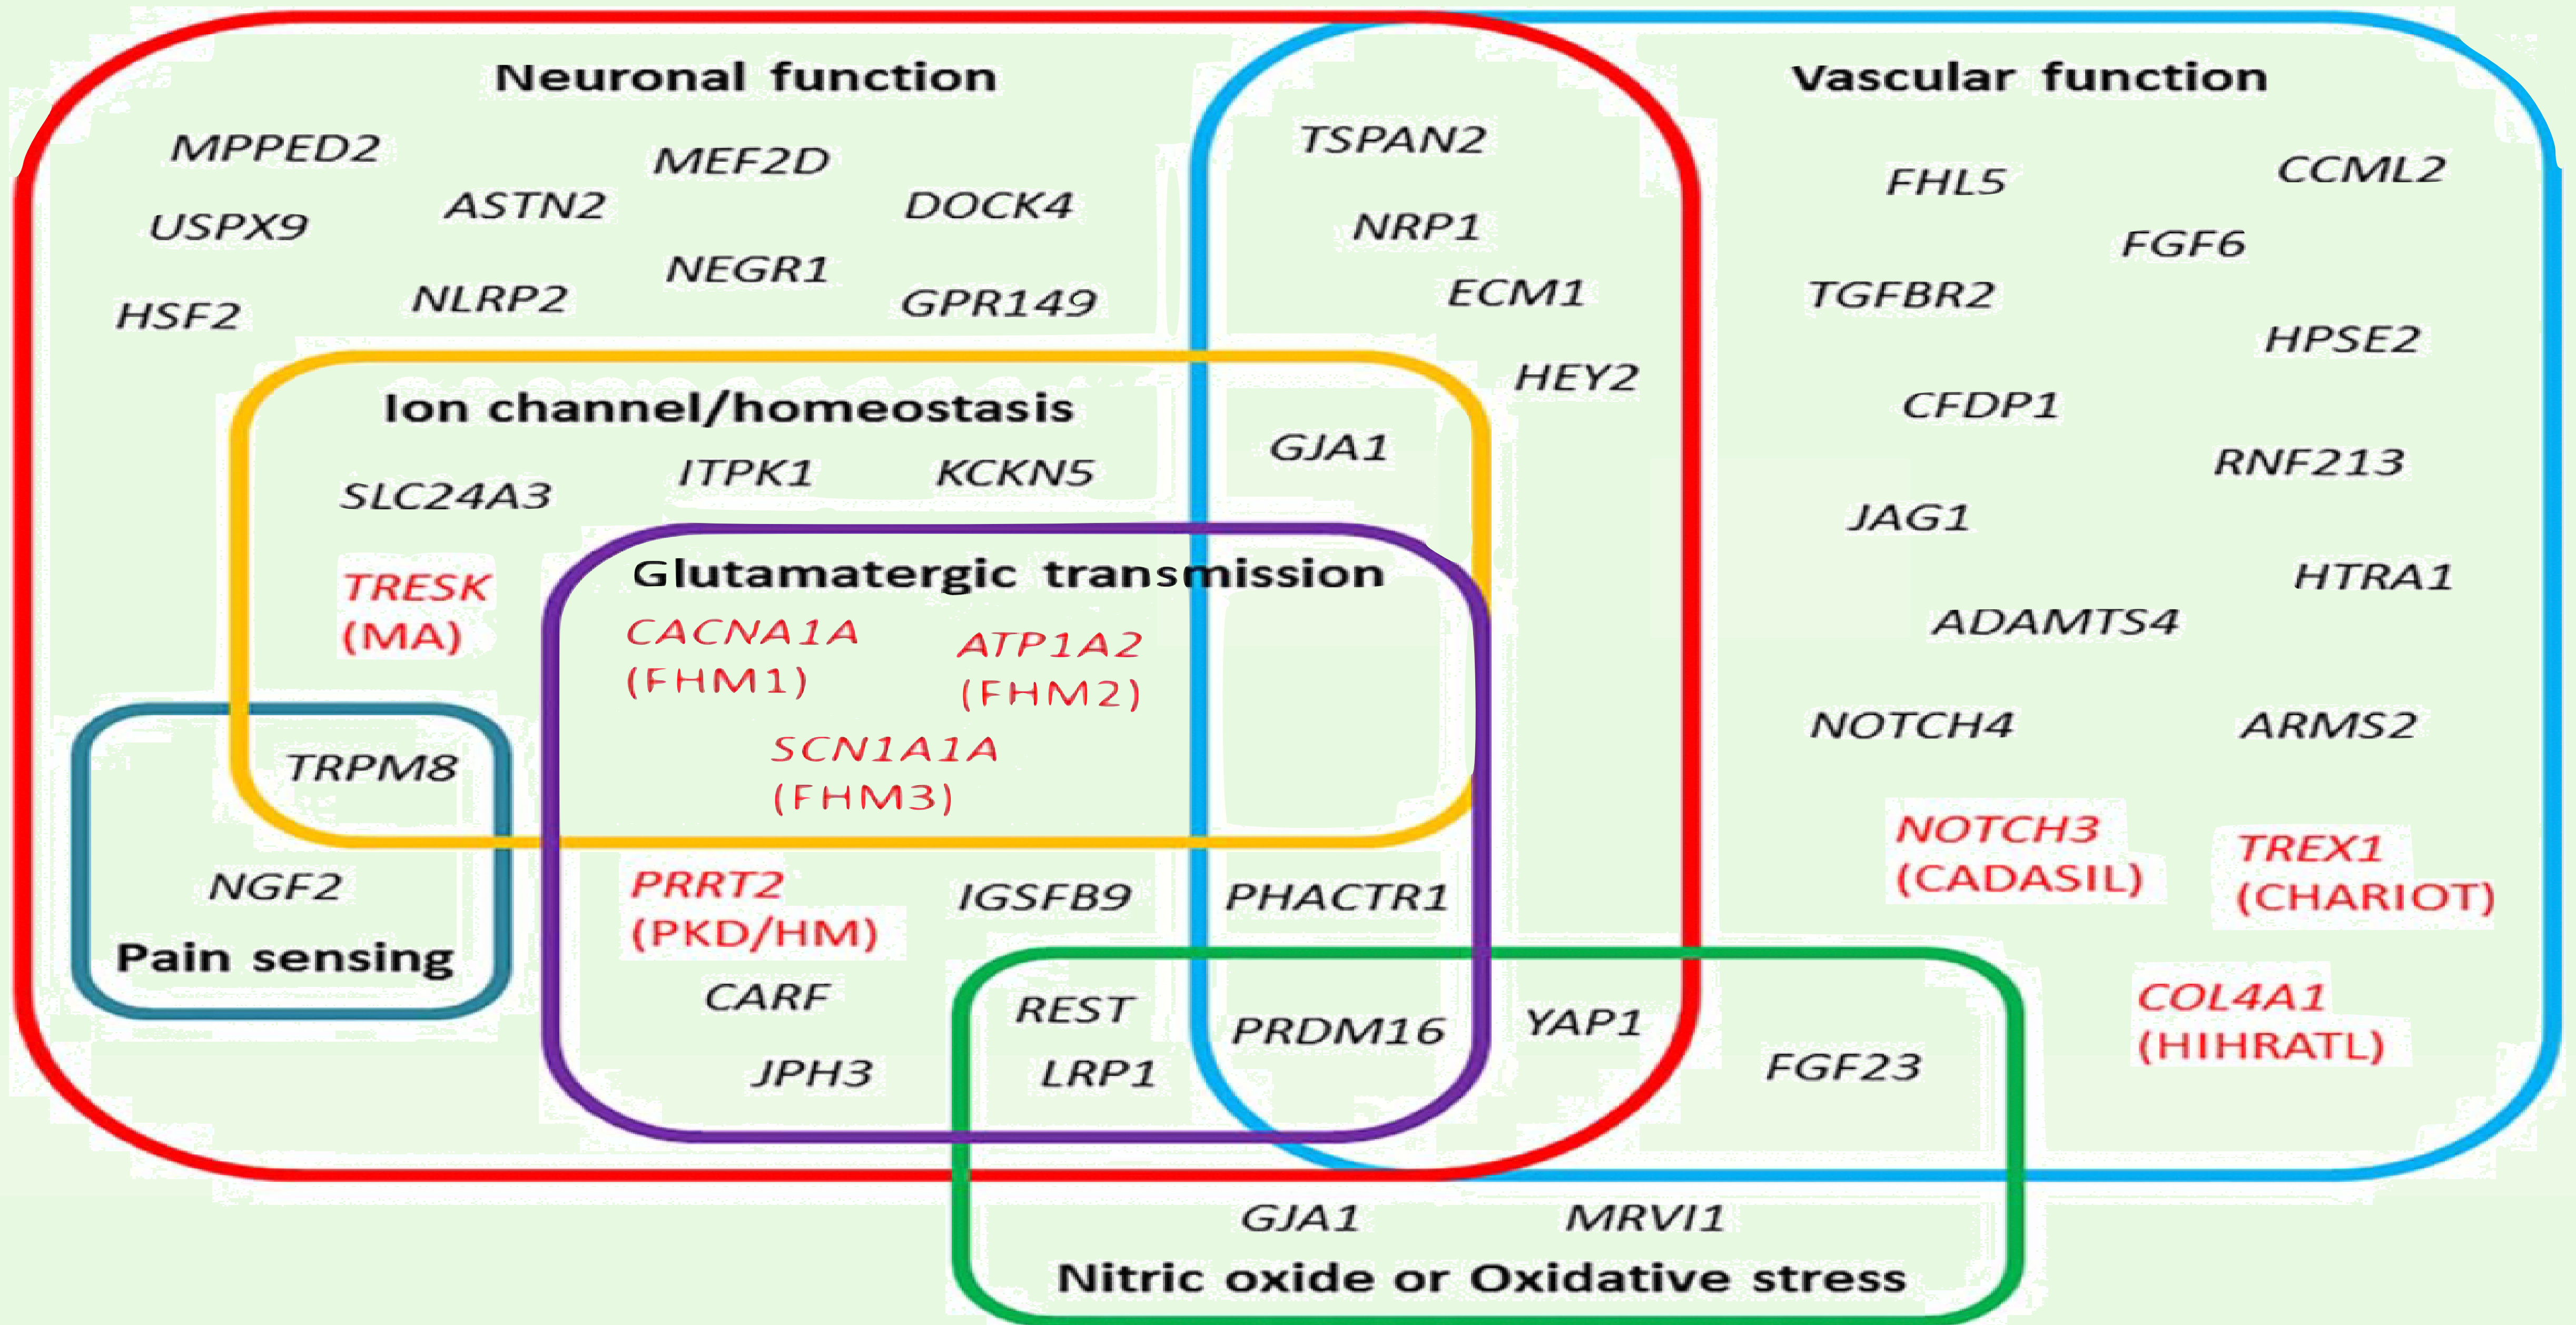 Neuronal function
Vascular function
MPPED2
MEF2D
TSPAN2
FHL5
CCML2
USPX9
ASTN2
DOCK4
NRP1
FGF6
HSF2
NLRP2
NEGR1
GPR149
ECM1
TGFBR2
HPSE2
HEY2
CFDP1
Ion channel/homeostasis
GJA1
RNF213
SLC24A3
ITPK1
KCKN5
JAG1
Glutamatergic transmission
HTRA1
TRESK
(MA)
CACNA1A
(FHM1)
ATP1A2
(FHM2)
ADAMTS4
SCN1A1A
(FHM3)
NOTCH4
ARMS2
TRPM8
NOTCH3
(CADASIL)
TREX1
(CHARIOT)
NGF2
Pain sensing
PRRT2
(PKD/HM)
IGSFB9
PHACTR1
CARF
REST
PRDM16
YAP1
COL4A1
(HIHRATL)
JPH3
LRP1
FGF23
GJA1
MRVI1
Nitric oxide or Oxidative stress